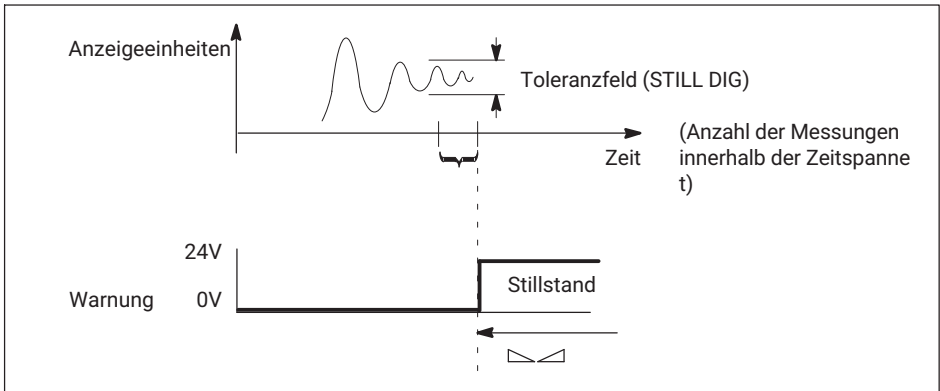 Anzeigeeinheiten
Toleranzfeld (STILL DIG)
Zeit
(Anzahl der Messungen
innerhalb der Zeitspanne
t)
24V
Warnung
0V
Stillstand